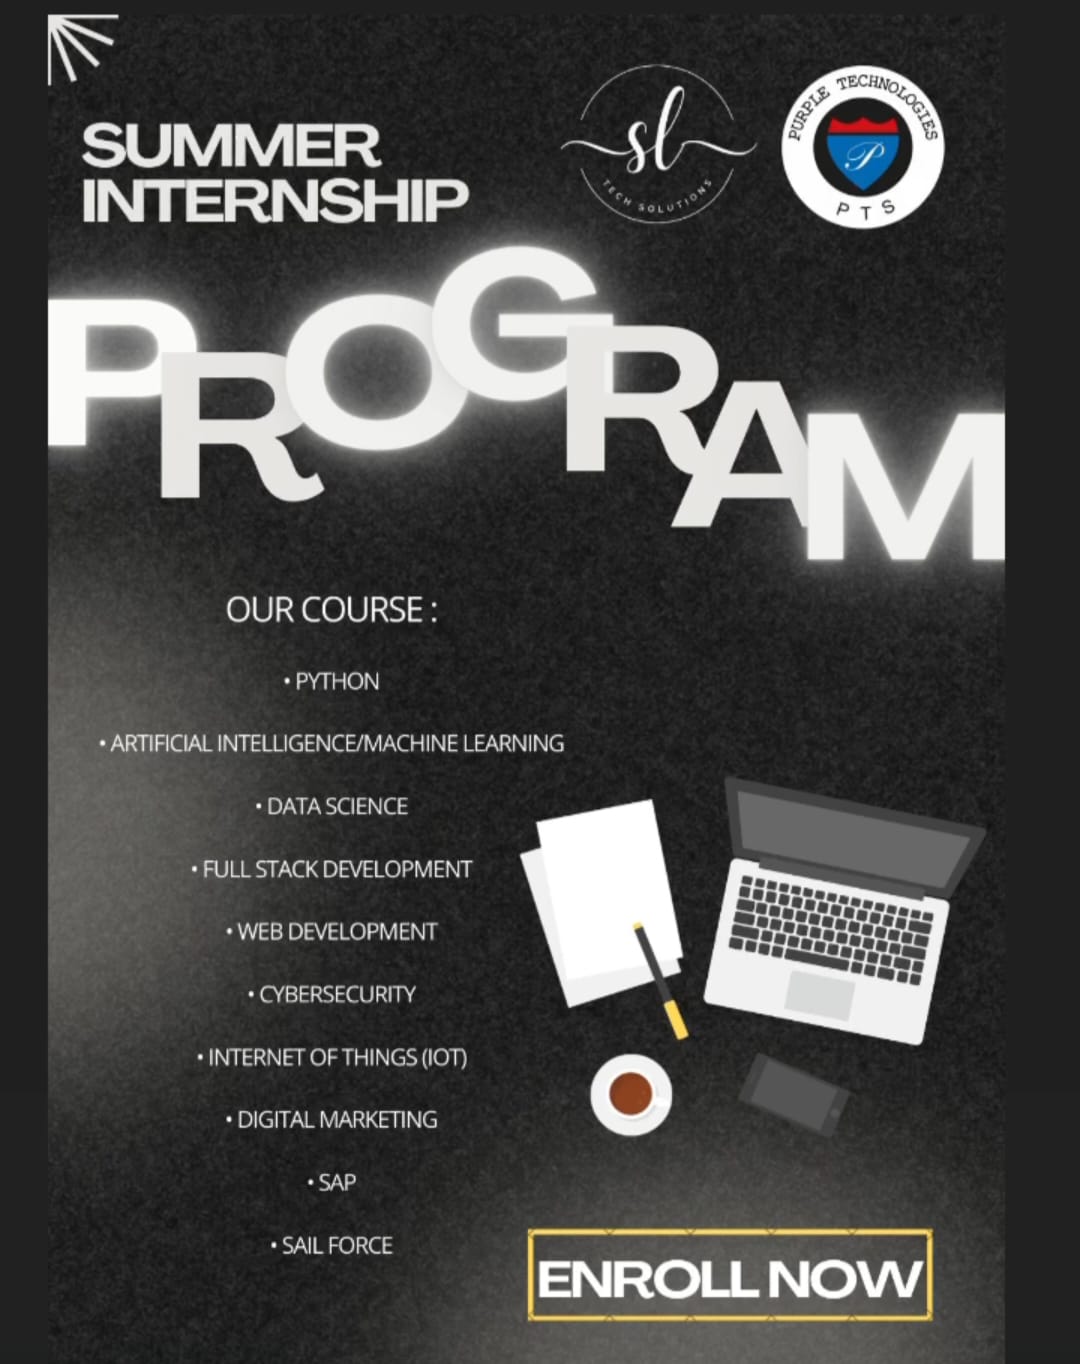 SUMMER
INTERNSHIP
sl
TECH SOLUTIONS
PURPLE TECHNOLOGIES
P
PTS
PROGRAM
OUR COURSE :
• PYTHON
• ARTIFICIAL INTELLIGENCE/MACHINE LEARNING
• DATA SCIENCE
• FULL STACK DEVELOPMENT
• WEB DEVELOPMENT
• CYBERSECURITY
• INTERNET OF THINGS (IOT)
• DIGITAL MARKETING
• SAP
• SAIL FORCE
ENROLL NOW